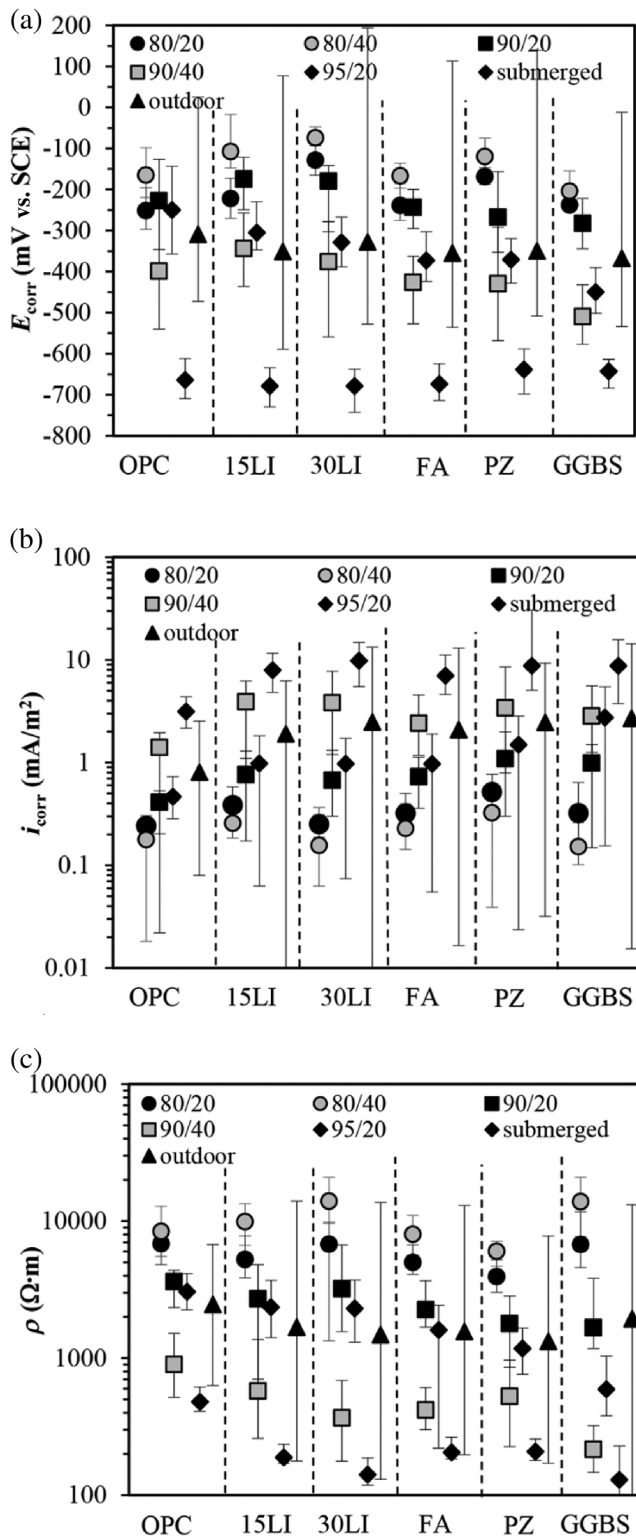 (a)
200
100
0
-100
-200
-300
-400
-500
-600
-700
-800
E_corr (mV vs. SCE)
80/20 80/40 90/20
90/40 95/20 submerged
outdoor
OPC 15LI 30LI FA PZ GGBS
(b)
100
10
1
0.1
0.01
i_corr (mA/m²)
80/20 80/40 90/20
90/40 95/20 submerged
outdoor
OPC 15LI 30LI FA PZ GGBS
(c)
100000
10000
1000
100
ρ (Ω·m)
80/20 80/40 90/20
90/40 95/20 submerged
outdoor
OPC 15LI 30LI FA PZ GGBS